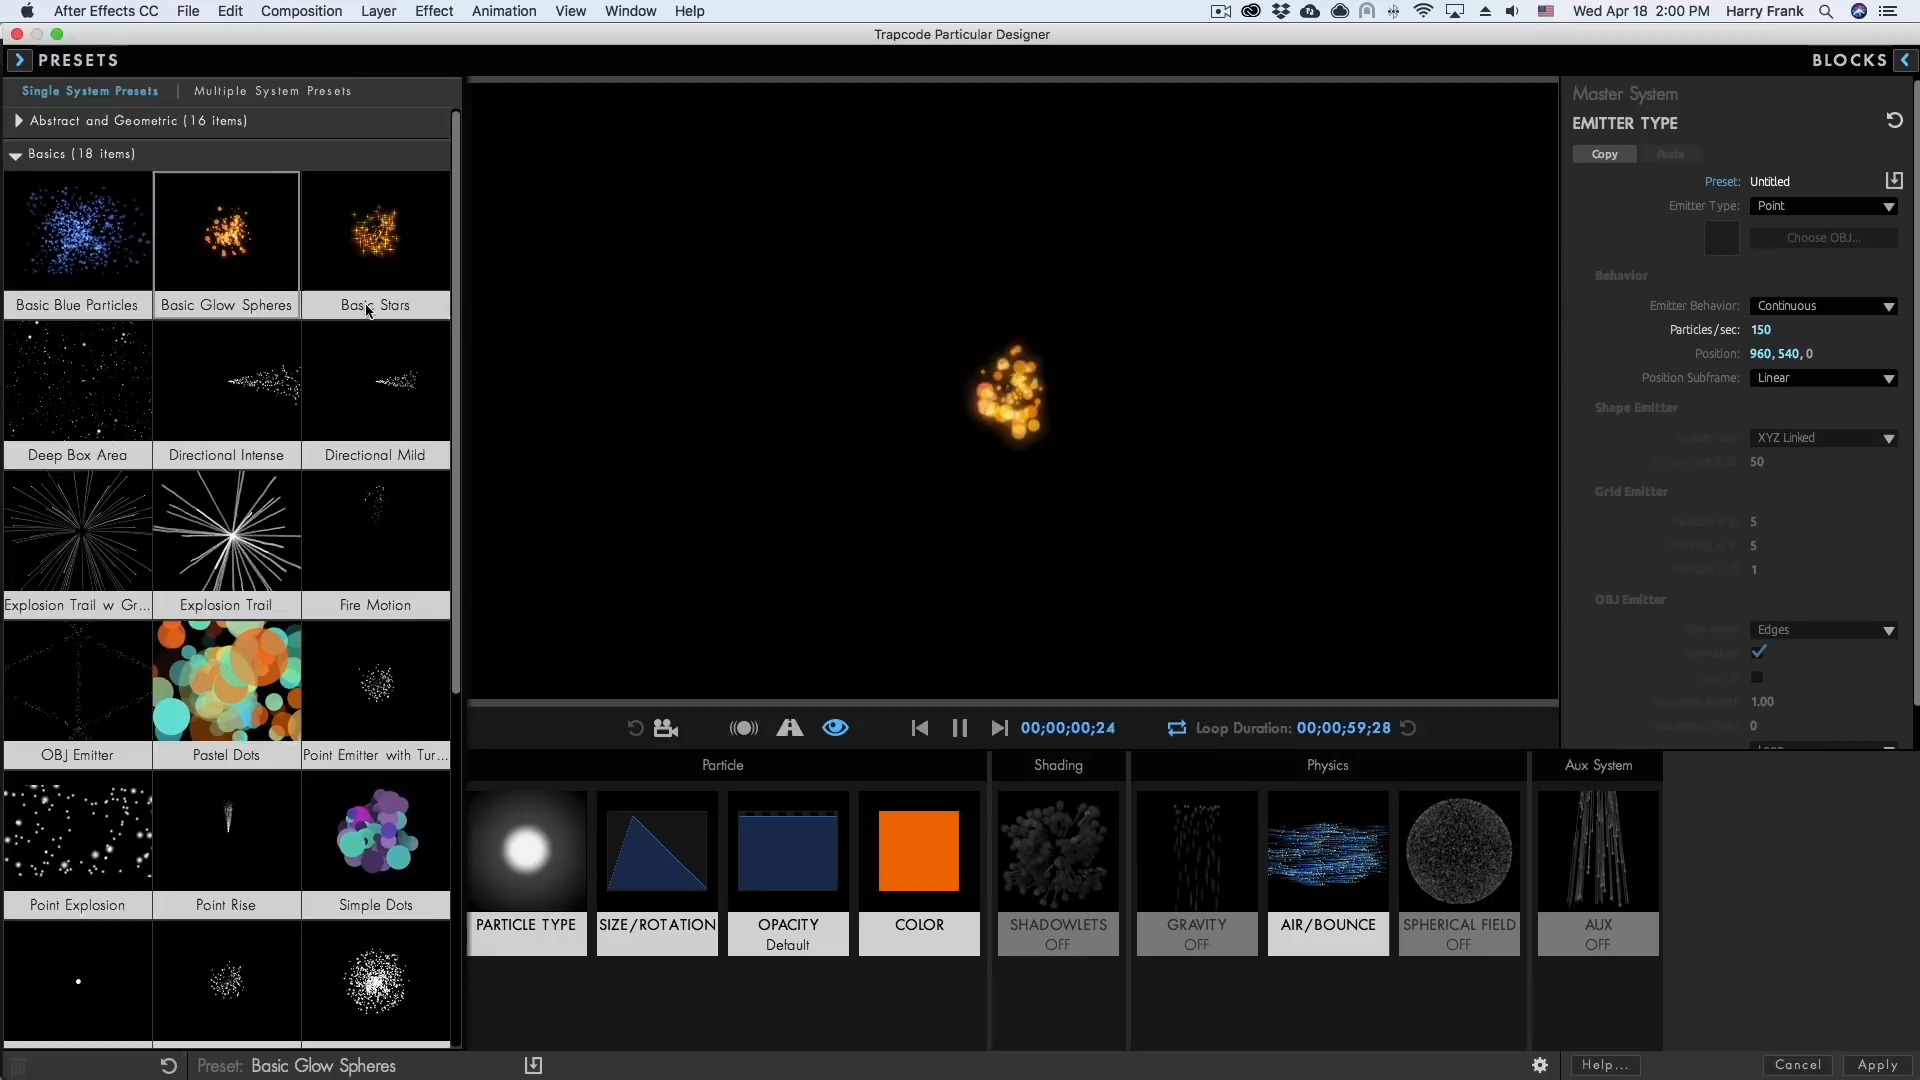 After Effects CC File Edit Composition Layer Effect Animation View Window Help
Wed Apr 18 2:00 PM Harry Frank
Trapcode Particular Designer
PRESETS
BLOCKS
Single System Presets | Multiple System Presets
Abstract and Geometric (16 items)
Basics (18 items)
Basic Blue Particles
Basic Glow Spheres
Basic Stars
Deep Box Area
Directional Intense
Directional Mild
Explosion Trail w Gr...
Explosion Trail
Fire Motion
OBJ Emitter
Pastel Dots
Point Emitter with Tur...
Point Explosion
Point Rise
Simple Dots
Preset: Basic Glow Spheres
00;00;00;24
Loop Duration: 00;00;59;28
Particle
Shading
Physics
Aux System
PARTICLE TYPE
SIZE/ROTATION
OPACITY
Default
COLOR
SHADOWLETS
OFF
GRAVITY
OFF
AIR/BOUNCE
SPHERICAL FIELD
OFF
AUX
OFF
Master System
EMITTER TYPE
Copy
Paste
Preset: Untitled
Emitter Type: Point
Choose OBJ...
Behavior
Emitter Behavior: Continuous
Particles/sec: 150
Position: 960, 540, 0
Position Subframe: Linear
Shape Emitter
XYZ Linked
50
Grid Emitter
5
5
1
OBJ Emitter
Edges
1.00
0
Help...
Cancel
Apply